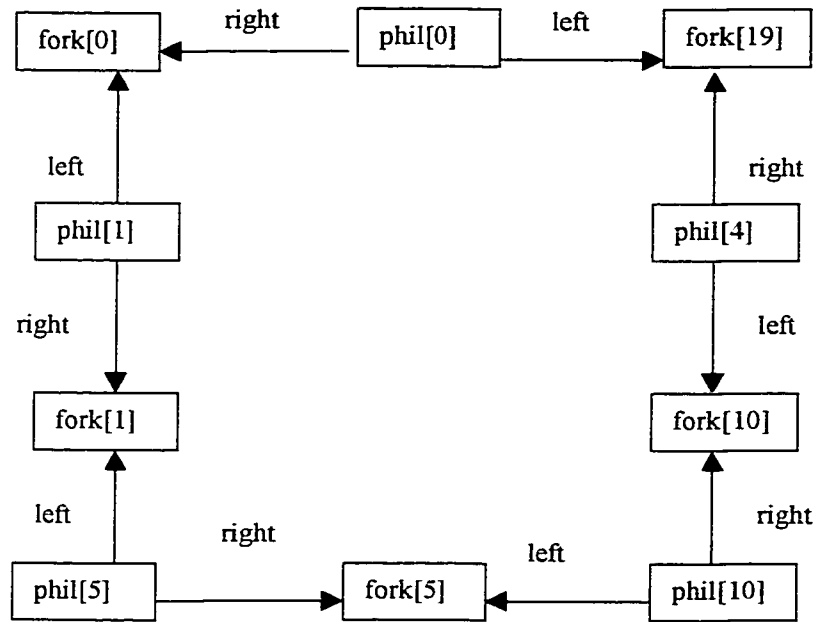 fork[0]
right
phil[0]
left
fork[19]
left
right
phil[1]
phil[4]
right
left
fork[1]
fork[10]
left
right
left
right
phil[5]
fork[5]
phil[10]